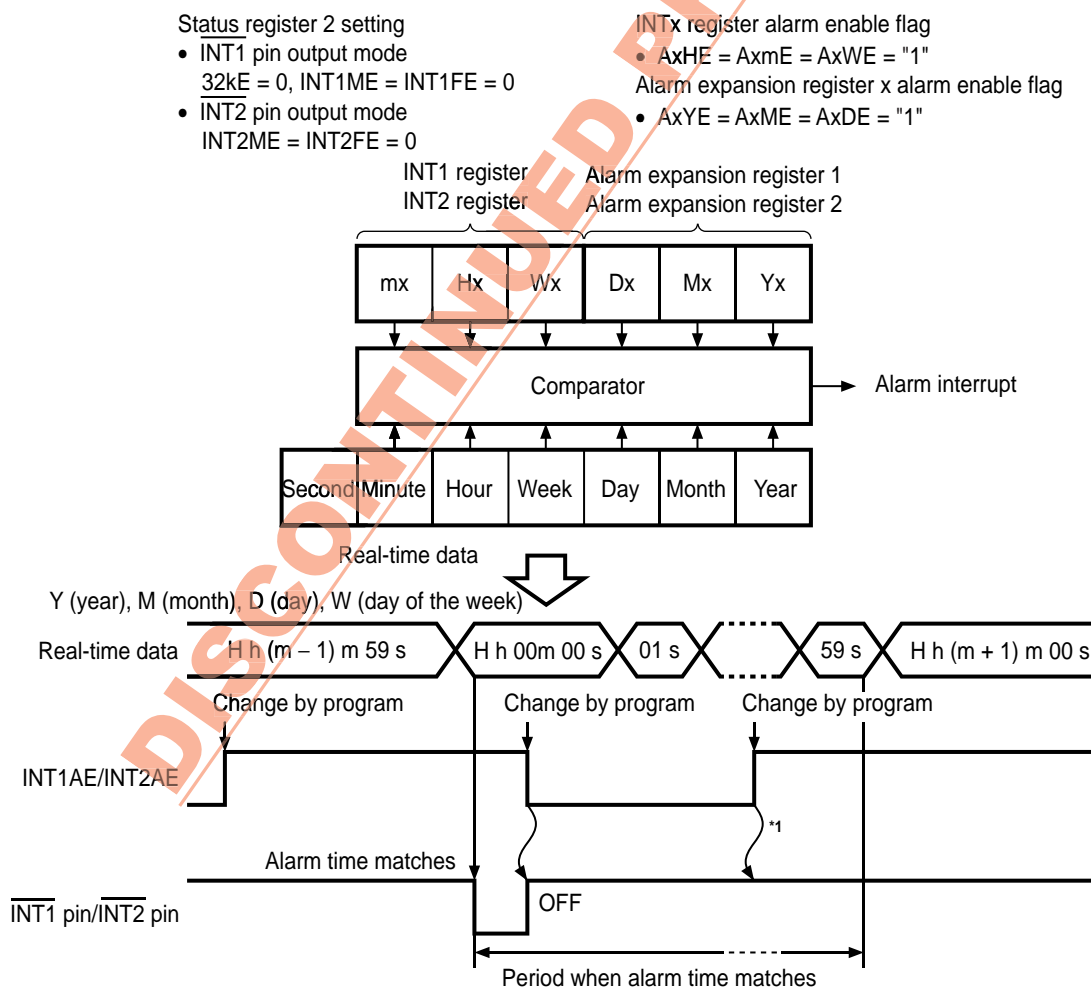 Status register 2 setting
• INT1 pin output mode
32kE = 0, INT1ME = INT1FE = 0
• INT2 pin output mode
INT2ME = INT2FE = 0
INTx register alarm enable flag
• AxHE = AxmE = AxWE = "1"
Alarm expansion register x alarm enable flag
• AxYE = AxME = AxDE = "1"
INT1 register
INT2 register
Alarm expansion register 1
Alarm expansion register 2
mx Hx Wx Dx Mx Yx
Comparator
Alarm interrupt
Second Minute Hour Week Day Month Year
Real-time data
Y (year), M (month), D (day), W (day of the week)
Real-time data
H h (m − 1) m 59 s
H h 00m 00 s
01 s
59 s
H h (m + 1) m 00 s
Change by program
Change by program
Change by program
INT1AE/INT2AE
*1
Alarm time matches
OFF
INT1 pin/INT2 pin
Period when alarm time matches
DISCONTINUED P